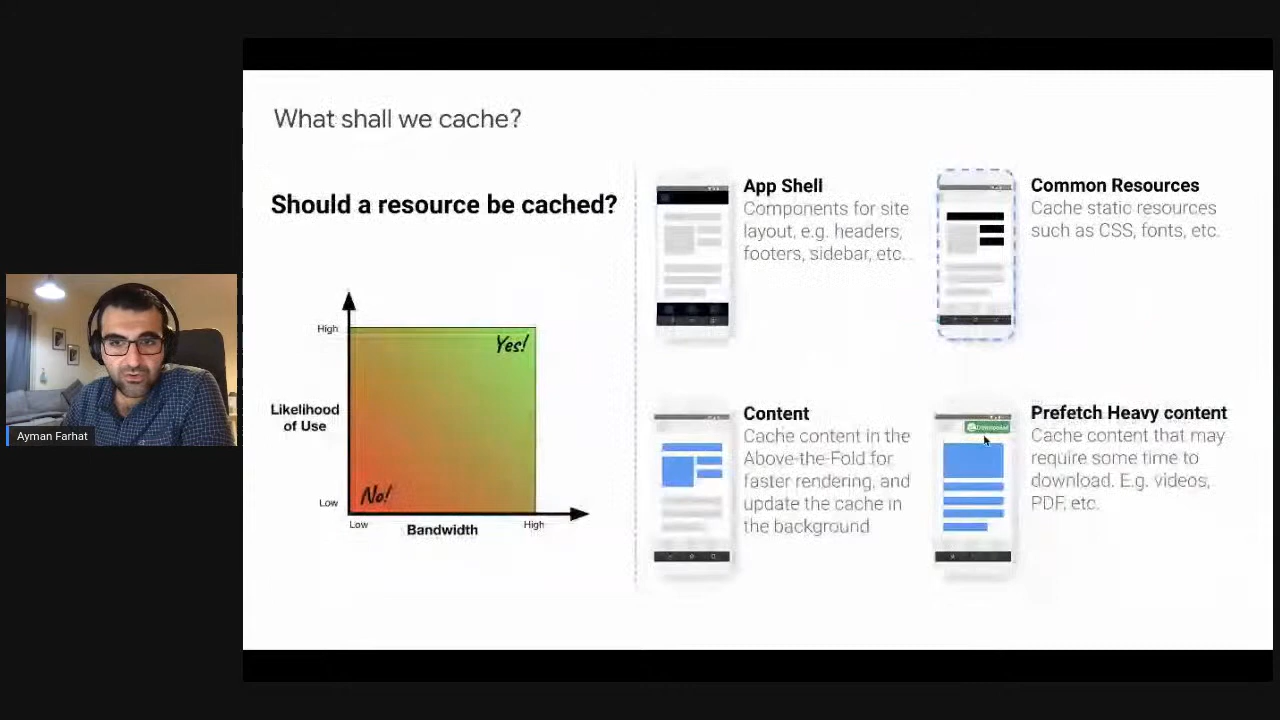 What shall we cache?
Should a resource be cached?
High
Yes!
Likelihood
of Use
No!
Low
Low
High
Bandwidth
App Shell
Components for site
layout, e.g. headers,
footers, sidebar, etc..
Common Resources
Cache static resources
such as CSS, fonts, etc.
Content
Cache content in the
Above-the-Fold for
faster rendering, and
update the cache in
the background
Prefetch Heavy content
Cache content that may
require some time to
download. E.g. videos,
PDF, etc.
Ayman Farhat